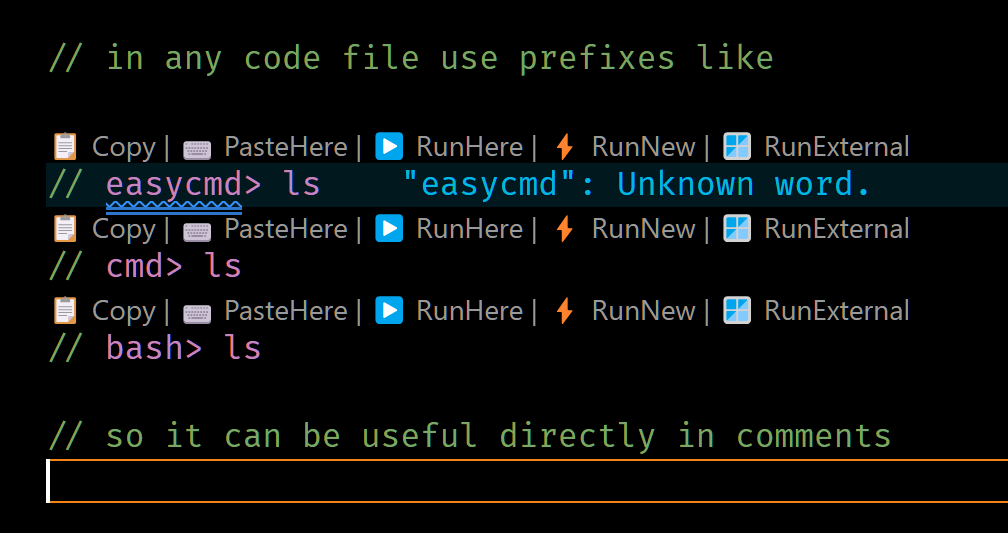 // in any code file use prefixes like
Copy | PasteHere | RunHere | RunNew | RunExternal
// easycmd> ls "easycmd": Unknown word.
Copy | PasteHere | RunHere | RunNew | RunExternal
// cmd> ls
Copy | PasteHere | RunHere | RunNew | RunExternal
// bash> ls
// so it can be useful directly in comments